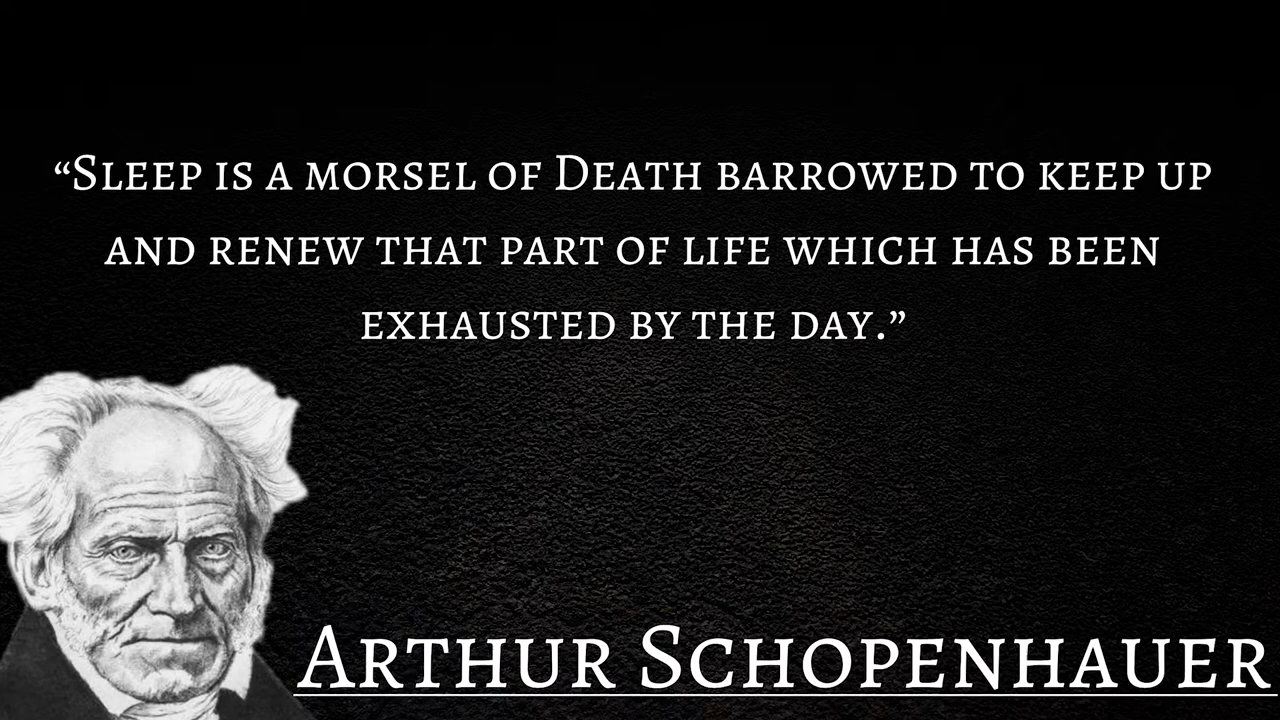 “Sleep is a morsel of Death barrowed to keep up
and renew that part of life which has been
exhausted by the day.”
Arthur Schopenhauer